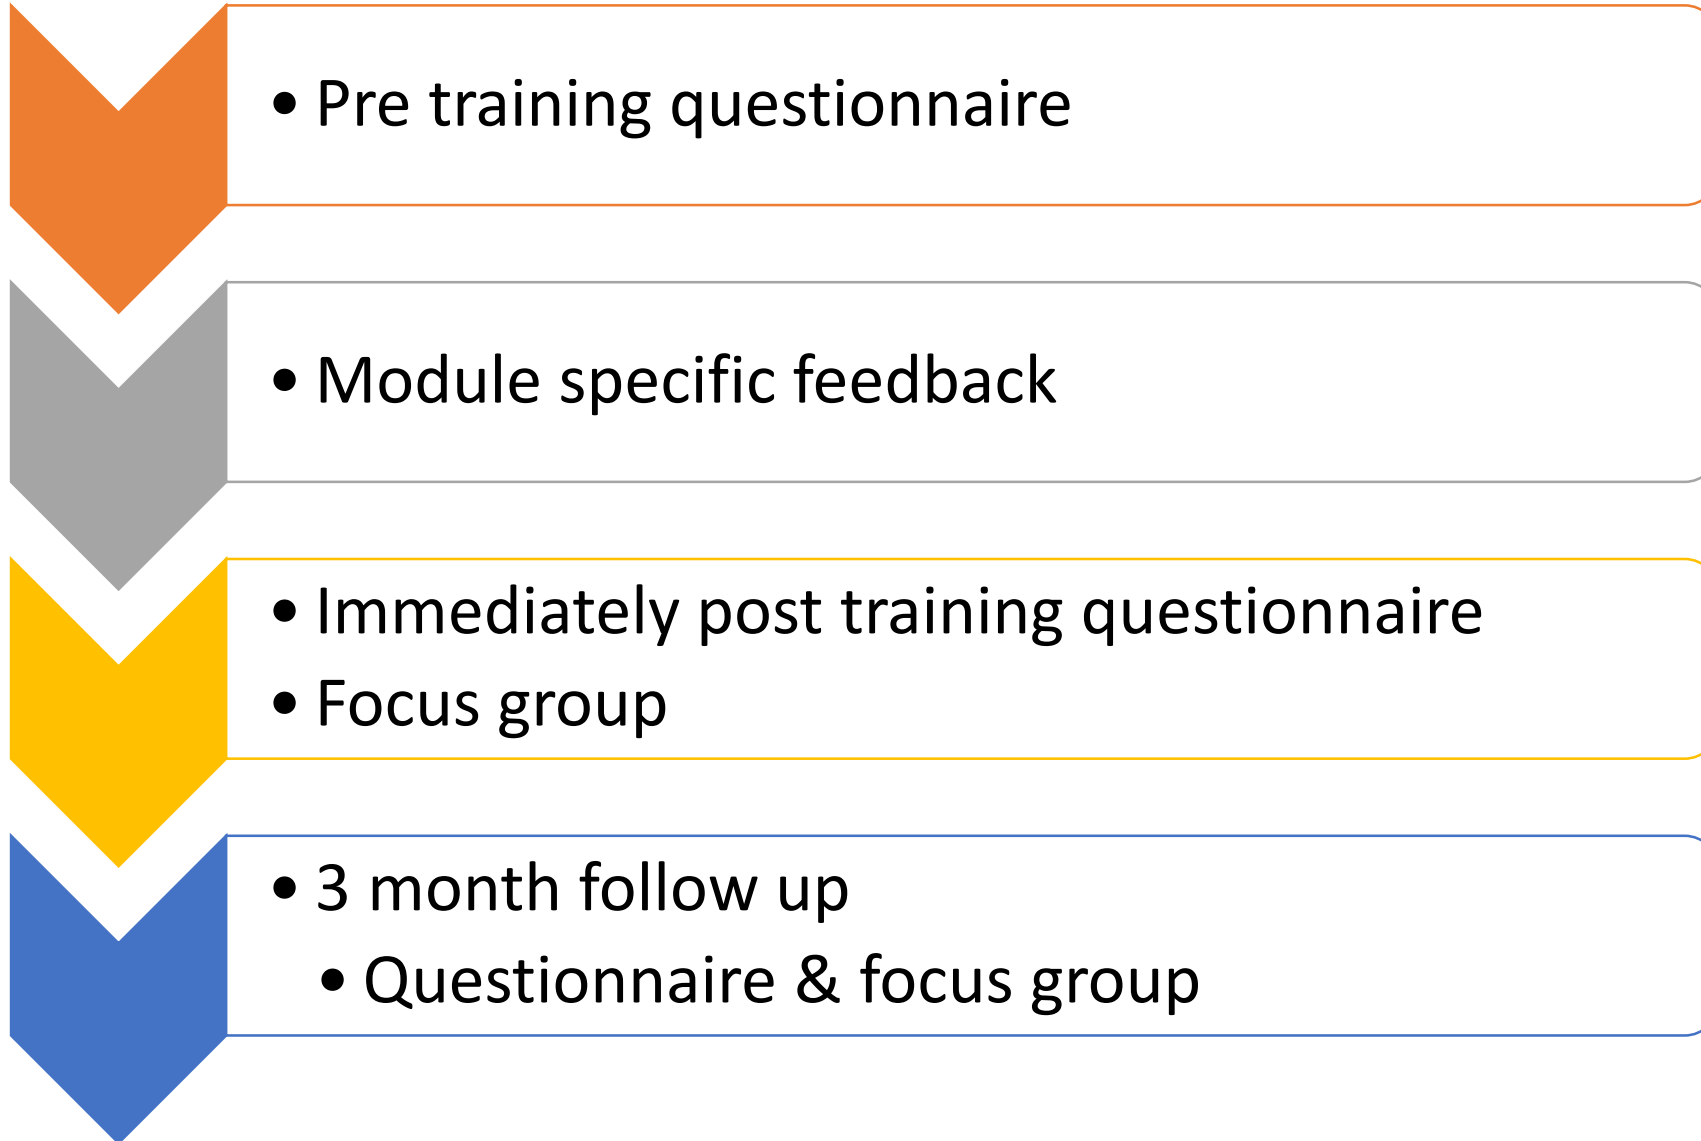 • Pre training questionnaire
• Module specific feedback
• Immediately post training questionnaire
• Focus group
• 3 month follow up
• Questionnaire & focus group